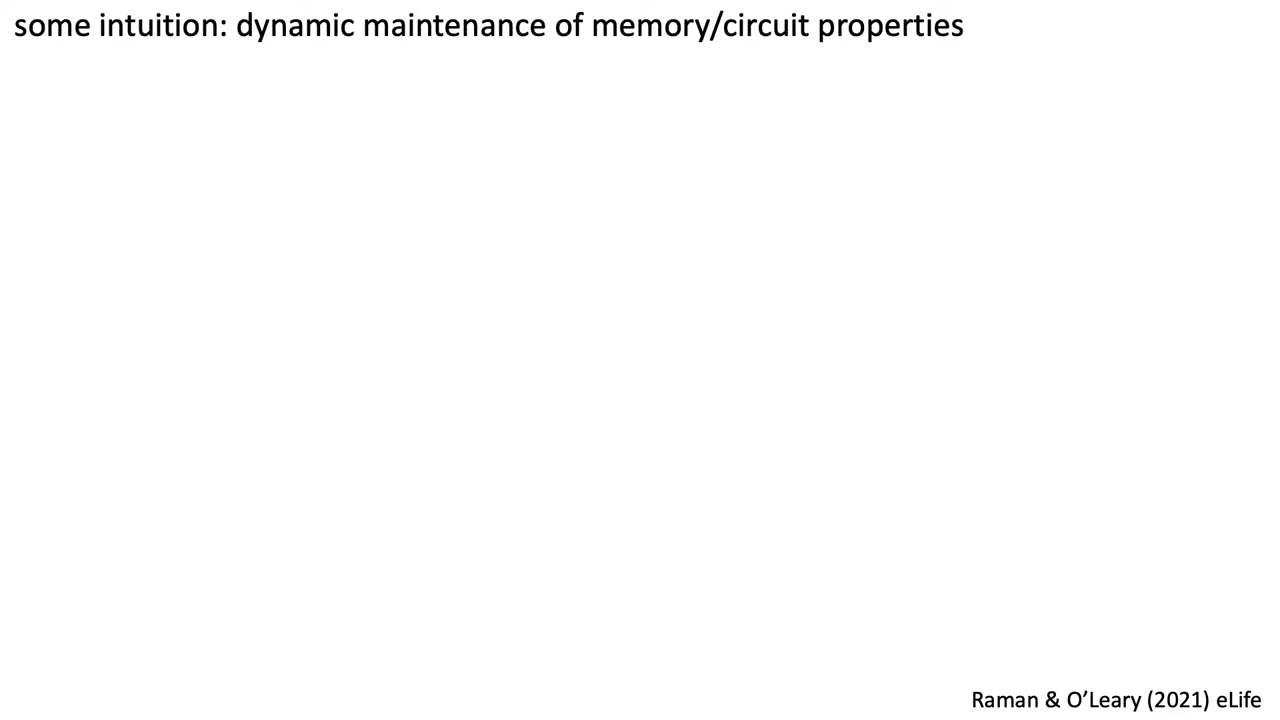 some intuition: dynamic maintenance of memory/circuit properties
Raman & O’Leary (2021) eLife